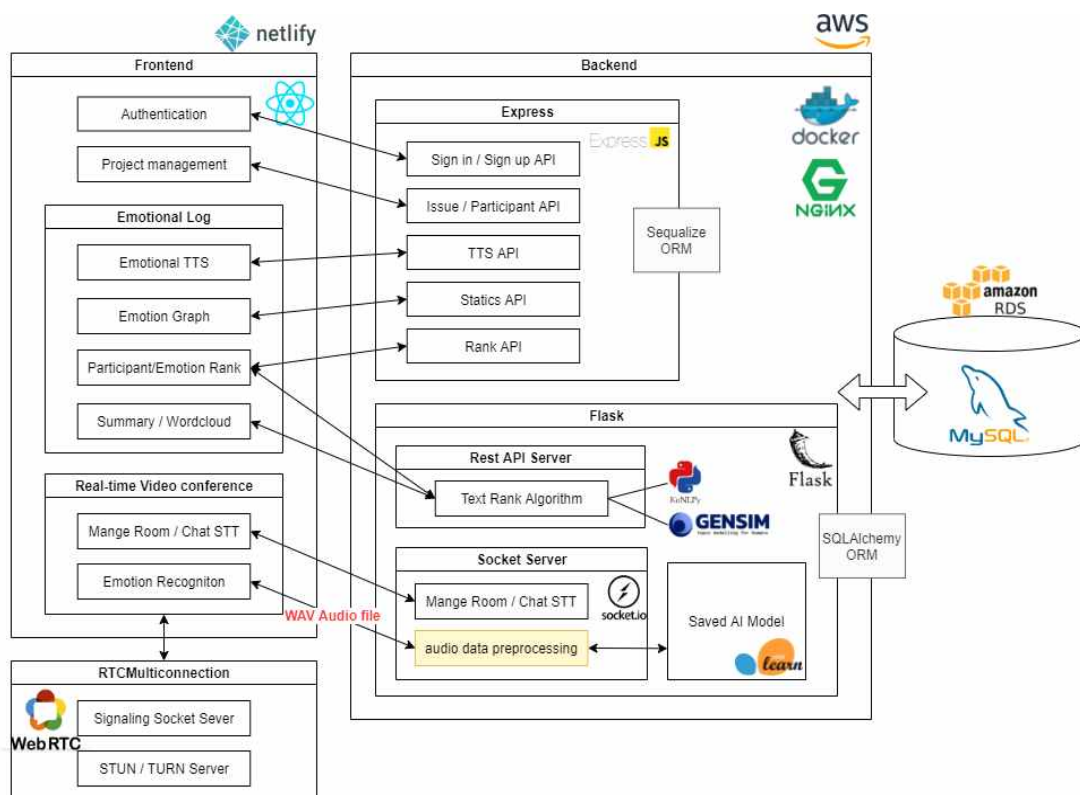 netlify
aws
Frontend
Authentication
Project management
Emotional Log
Emotional TTS
Emotion Graph
Participant/Emotion Rank
Summary / Wordcloud
Real-time Video conference
Mange Room / Chat STT
Emotion Recogniton
WAV Audio file
RTCMulticonnection
Signaling Socket Sever
STUN / TURN Server
WebRTC
Backend
docker
NGINX
Express
Express JS
Sign in / Sign up API
Issue / Participant API
TTS API
Statics API
Rank API
Sequalize
ORM
Flask
Flask
Rest API Server
Text Rank Algorithm
KoNLPy
GENSIM
topic modelling for humans
SQLAlchemy
ORM
Socket Server
Mange Room / Chat STT
socket.io
audio data preprocessing
Saved AI Model
learn
amazon
RDS
MySQL